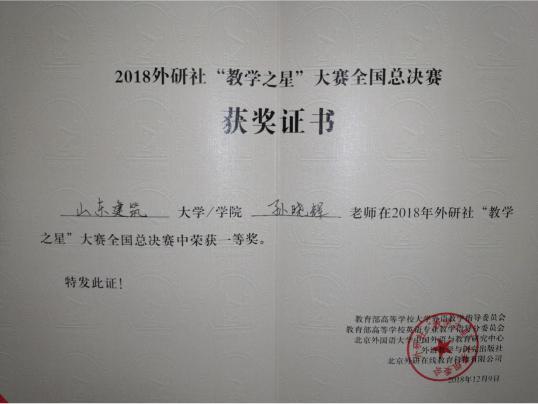 2018外研社“教学之星”大赛全国总决赛
获奖证书
山东建筑 大学/学院 孙晓辉 老师在2018年外研社“教学
之星”大赛全国总决赛中荣获一等奖。
特发此证！
教育部高等学校大学外语教学指导委员会
教育部高等学校英语专业教学指导分委员会
北京外国语大学中国外语与教育研究中心
外语教学与研究出版社
北京外研在线教育科技有限公司
2018年12月9日